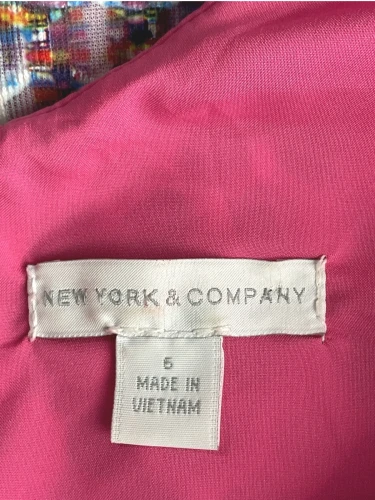 NEW YORK & COMPANY
6
MADE IN
VIETNAM